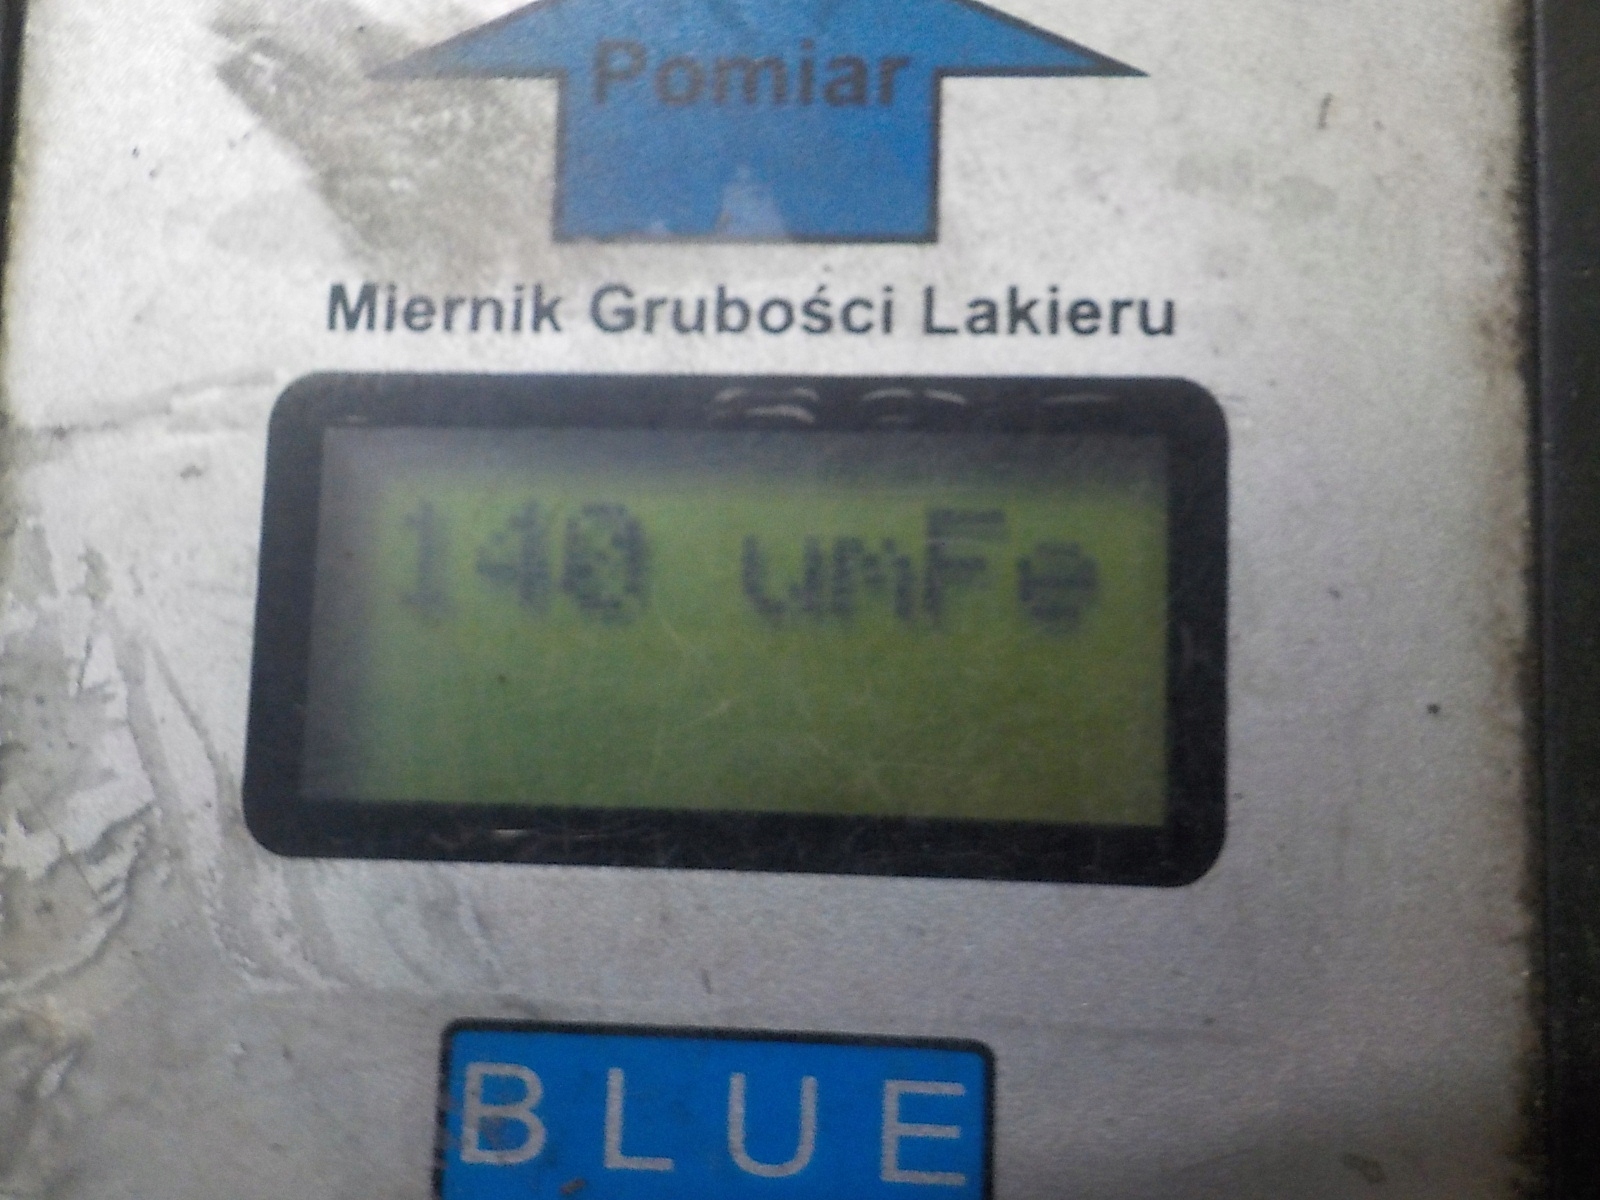 Pomiar
Miernik Grubości Lakieru
140 umFe
BLUE